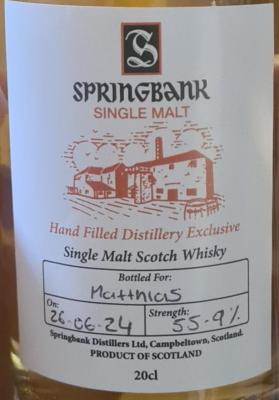 S
SPRINGBANK
SINGLE MALT
Hand Filled Distillery Exclusive
Single Malt Scotch Whisky
Bottled For:
Matthias
On: Strength:
26-06-24 55-9%
Springbank Distillers Ltd, Campbeltown, Scotland.
PRODUCT OF SCOTLAND
20cl